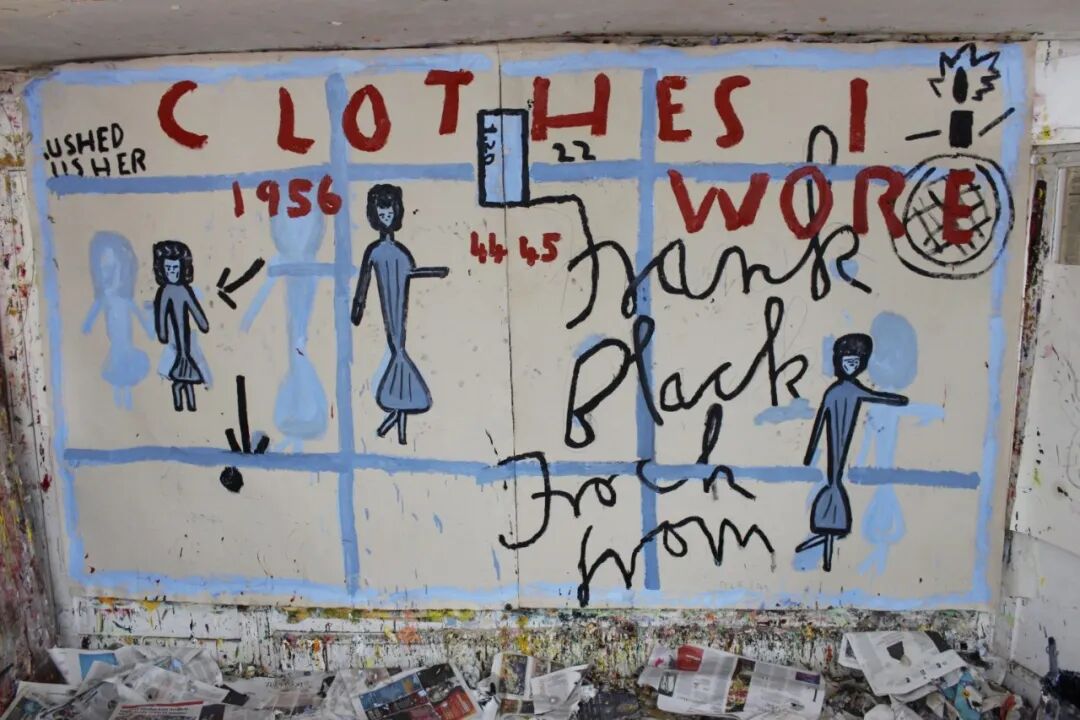 CLOTHES I
USHED
USHER
22
WORE
1956
44 45
Frank
Black
Frock
Worn